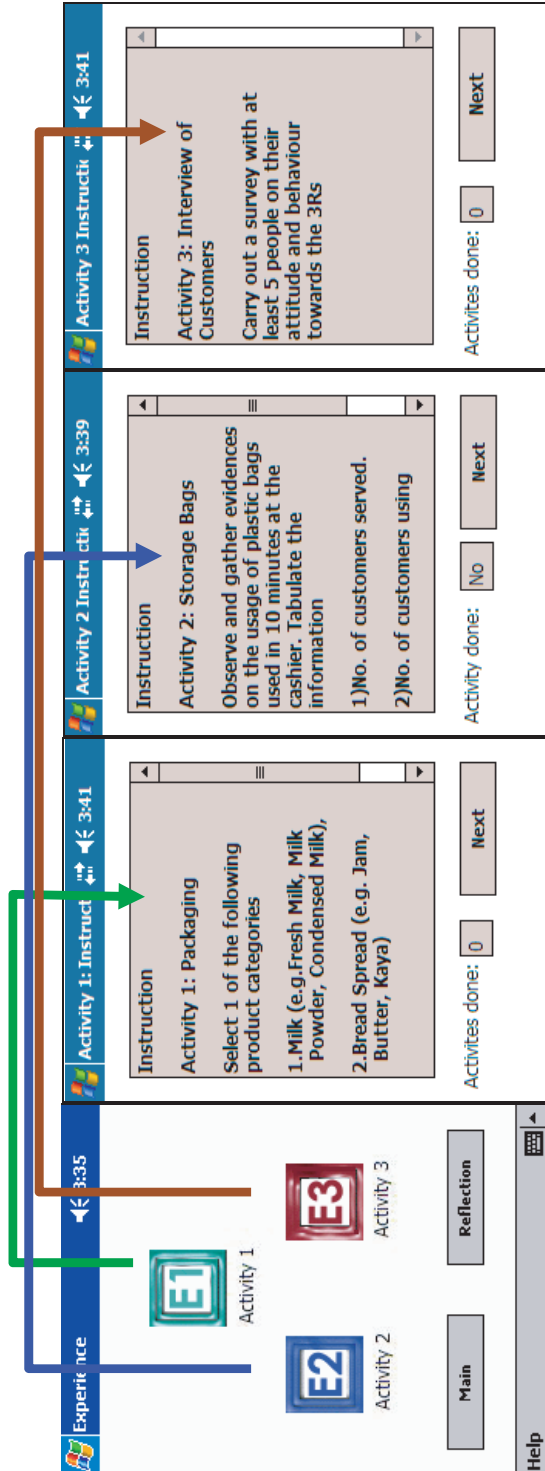 Experience 3:35
E1
Activity 1
E2
Activity 2
E3
Activity 3
Main
Reflection
Help
Activity 1: Instruct 3:41
Instruction
Activity 1: Packaging
Select 1 of the following
product categories
1.Milk (e.g.Fresh Milk, Milk
Powder, Condensed Milk),
2.Bread Spread (e.g. Jam,
Butter, Kaya)
Activites done: 0
Next
Activity 2 Instructic 3:39
Instruction
Activity 2: Storage Bags
Observe and gather evidences
on the usage of plastic bags
used in 10 minutes at the
cashier. Tabulate the
information
1)No. of customers served.
2)No. of customers using
Activity done: No
Next
Activity 3 Instructic 3:41
Instruction
Activity 3: Interview of
Customers
Carry out a survey with at
least 5 people on their
attitude and behaviour
towards the 3Rs
Activites done: 0
Next